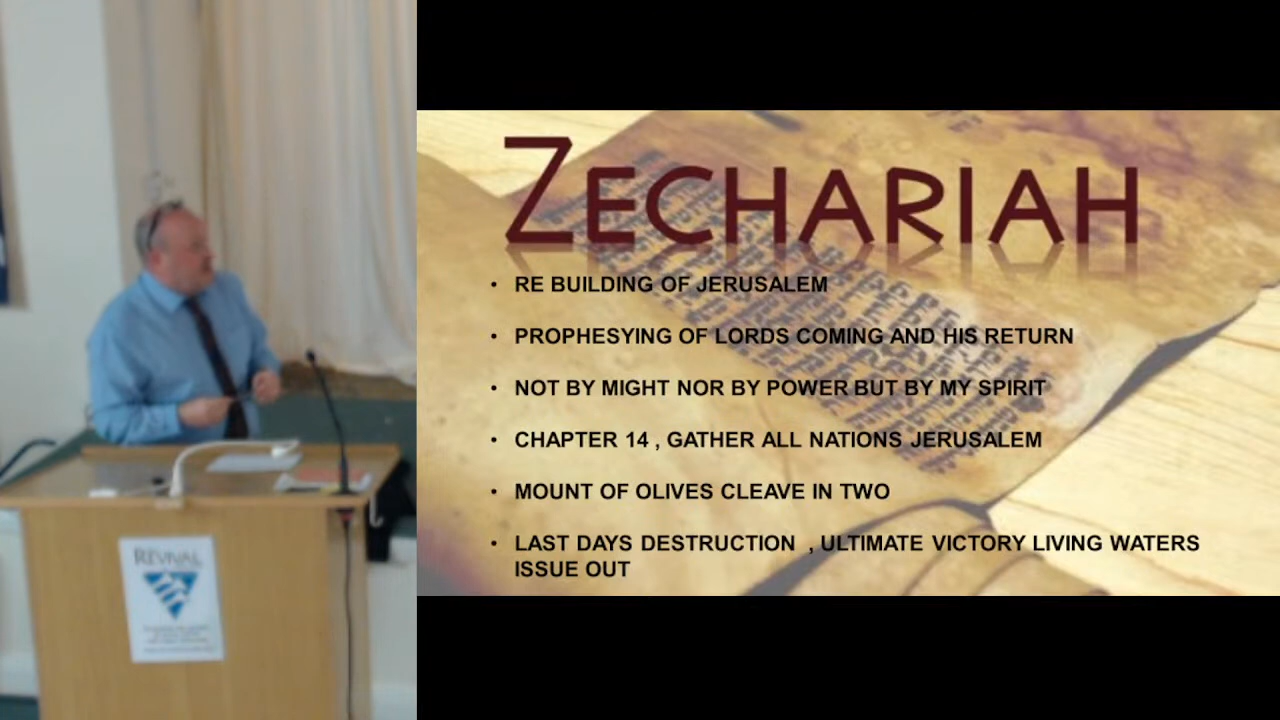 ZECHARIAH
• RE BUILDING OF JERUSALEM
• PROPHESYING OF LORDS COMING AND HIS RETURN
• NOT BY MIGHT NOR BY POWER BUT BY MY SPIRIT
• CHAPTER 14 , GATHER ALL NATIONS JERUSALEM
• MOUNT OF OLIVES CLEAVE IN TWO
• LAST DAYS DESTRUCTION , ULTIMATE VICTORY LIVING WATERS
ISSUE OUT
REVIVAL